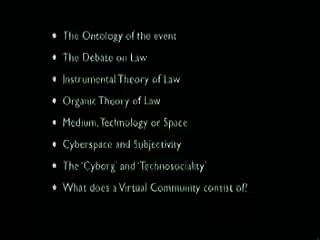 The Ontology of the event
The Debate on Law
Instrumental Theory of Law
Organic Theory of Law
Medium, Technology or Space
Cyberspace and Subjectivity
The 'Cyborg' and 'Technosociality'
What does a Virtual Community consist of?